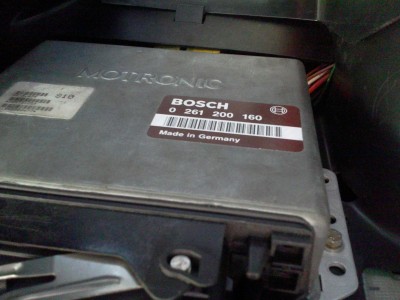 MOTRONIC
BOSCH
0 261 200 160
Made in Germany